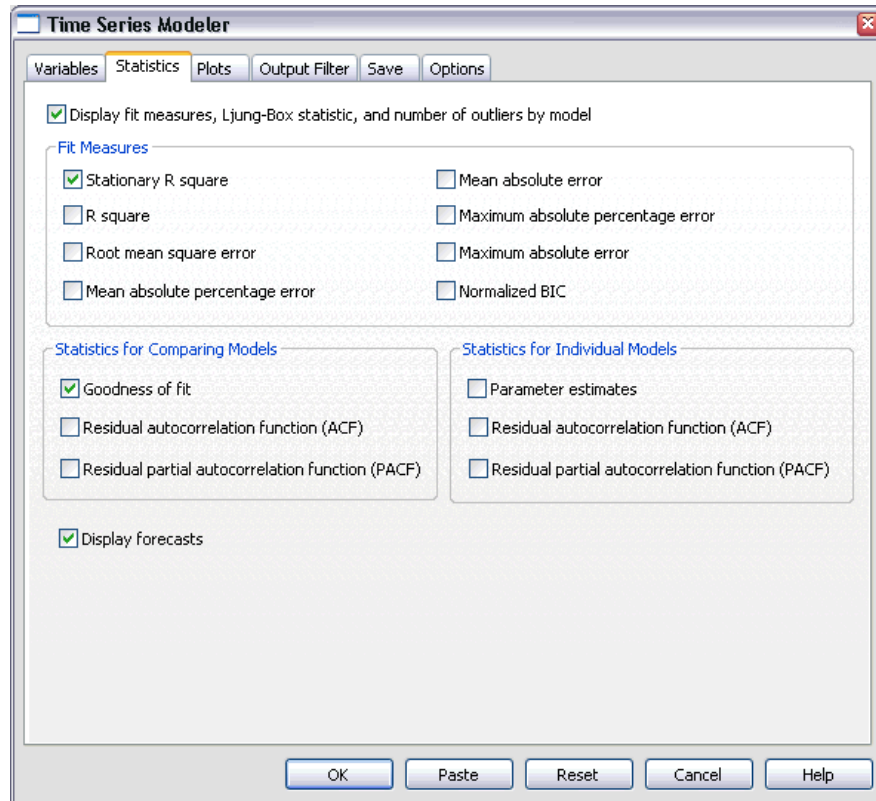 Time Series Modeler
Variables Statistics Plots Output Filter Save Options
Display fit measures, Ljung-Box statistic, and number of outliers by model
Fit Measures
Stationary R square
Mean absolute error
R square
Maximum absolute percentage error
Root mean square error
Maximum absolute error
Mean absolute percentage error
Normalized BIC
Statistics for Comparing Models
Goodness of fit
Residual autocorrelation function (ACF)
Residual partial autocorrelation function (PACF)
Statistics for Individual Models
Parameter estimates
Residual autocorrelation function (ACF)
Residual partial autocorrelation function (PACF)
Display forecasts
OK Paste Reset Cancel Help